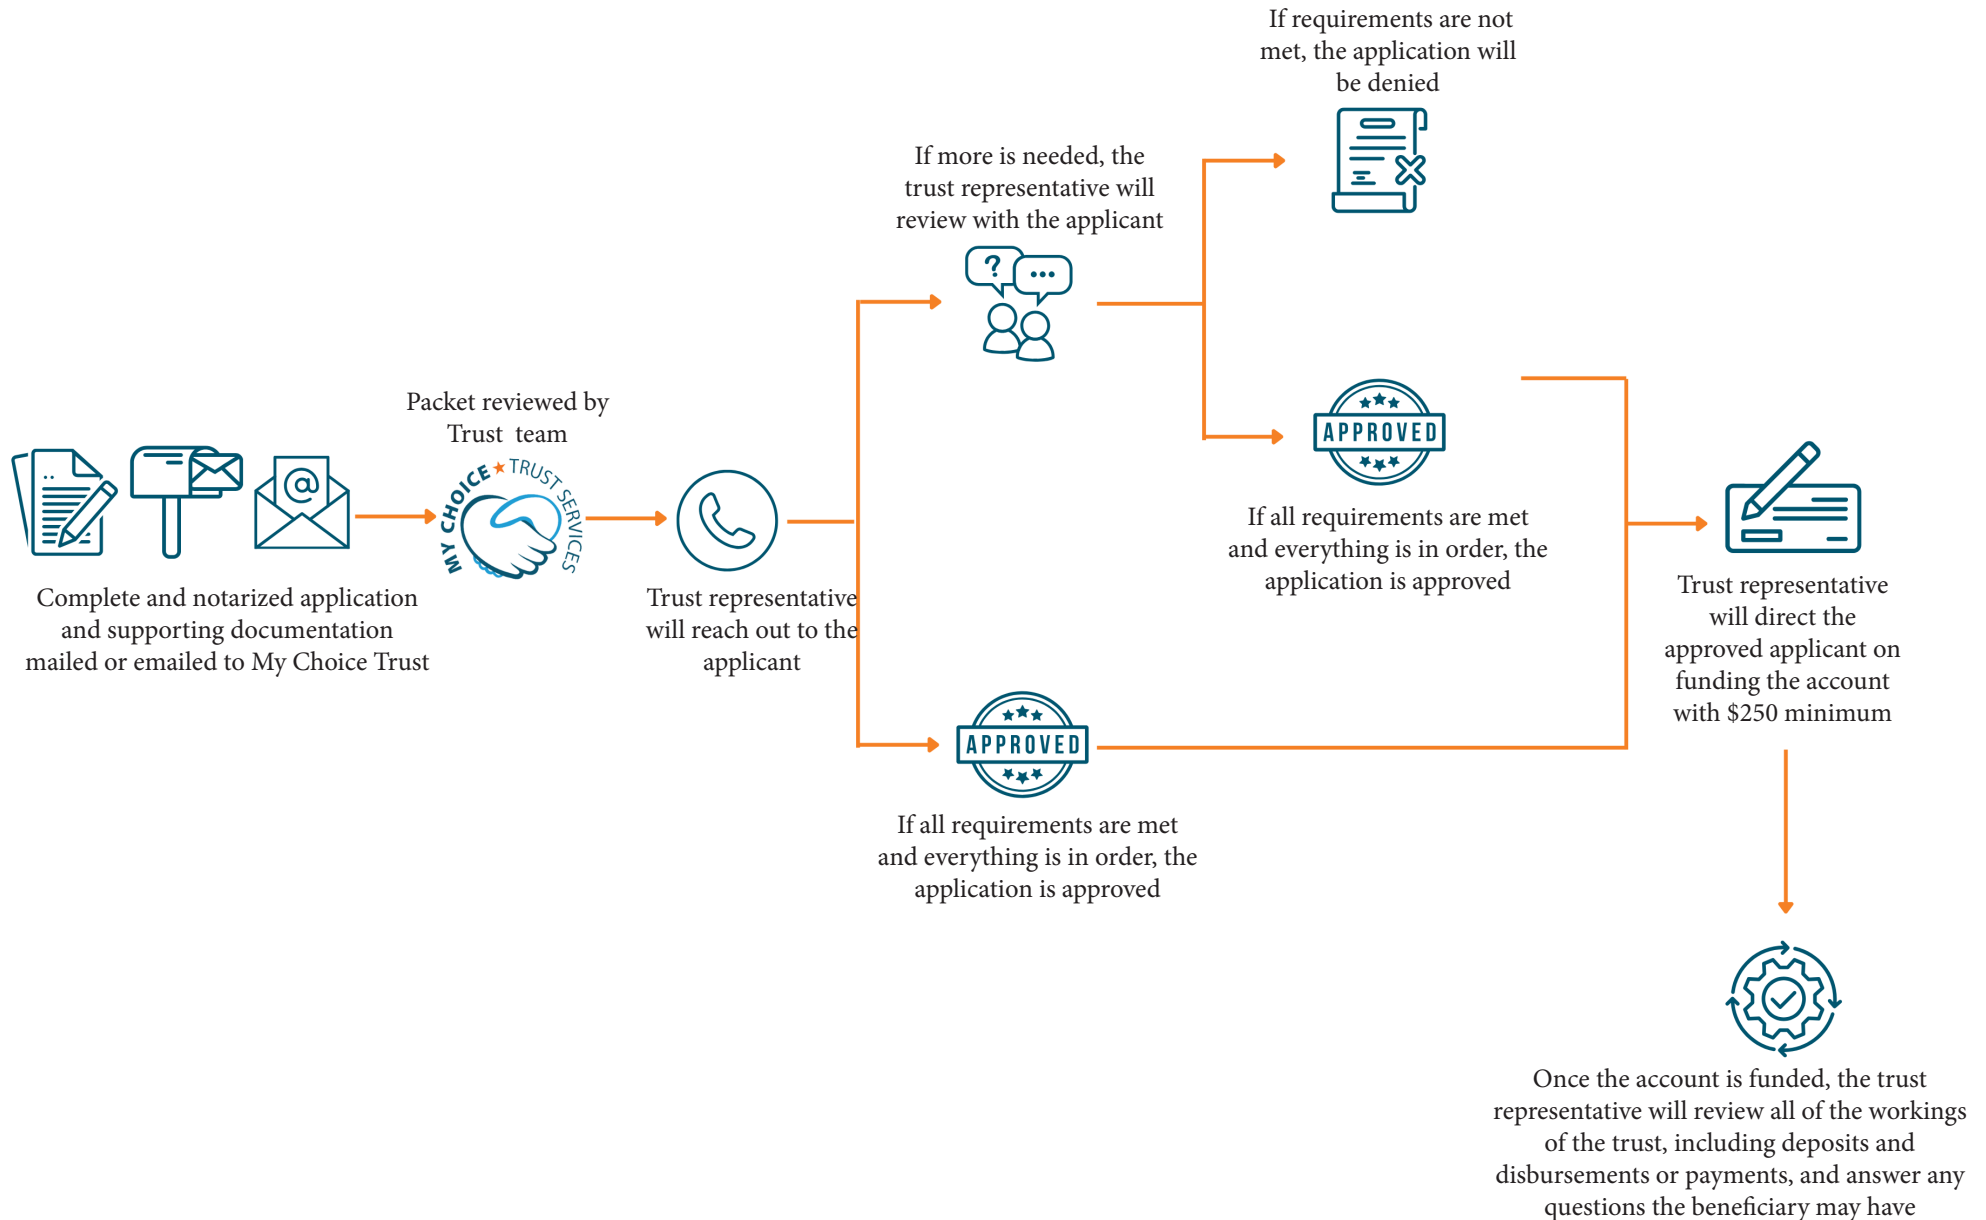 Complete and notarized application
and supporting documentation
mailed or emailed to My Choice Trust
Packet reviewed by
Trust team
MY CHOICE TRUST SERVICES
Trust representative
will reach out to the
applicant
If more is needed, the
trust representative will
review with the applicant
?
...
If requirements are not
met, the application will
be denied
APPROVED
If all requirements are met
and everything is in order, the
application is approved
APPROVED
If all requirements are met
and everything is in order, the
application is approved
Trust representative
will direct the
approved applicant on
funding the account
with $250 minimum
Once the account is funded, the trust
representative will review all of the workings
of the trust, including deposits and
disbursements or payments, and answer any
questions the beneficiary may have